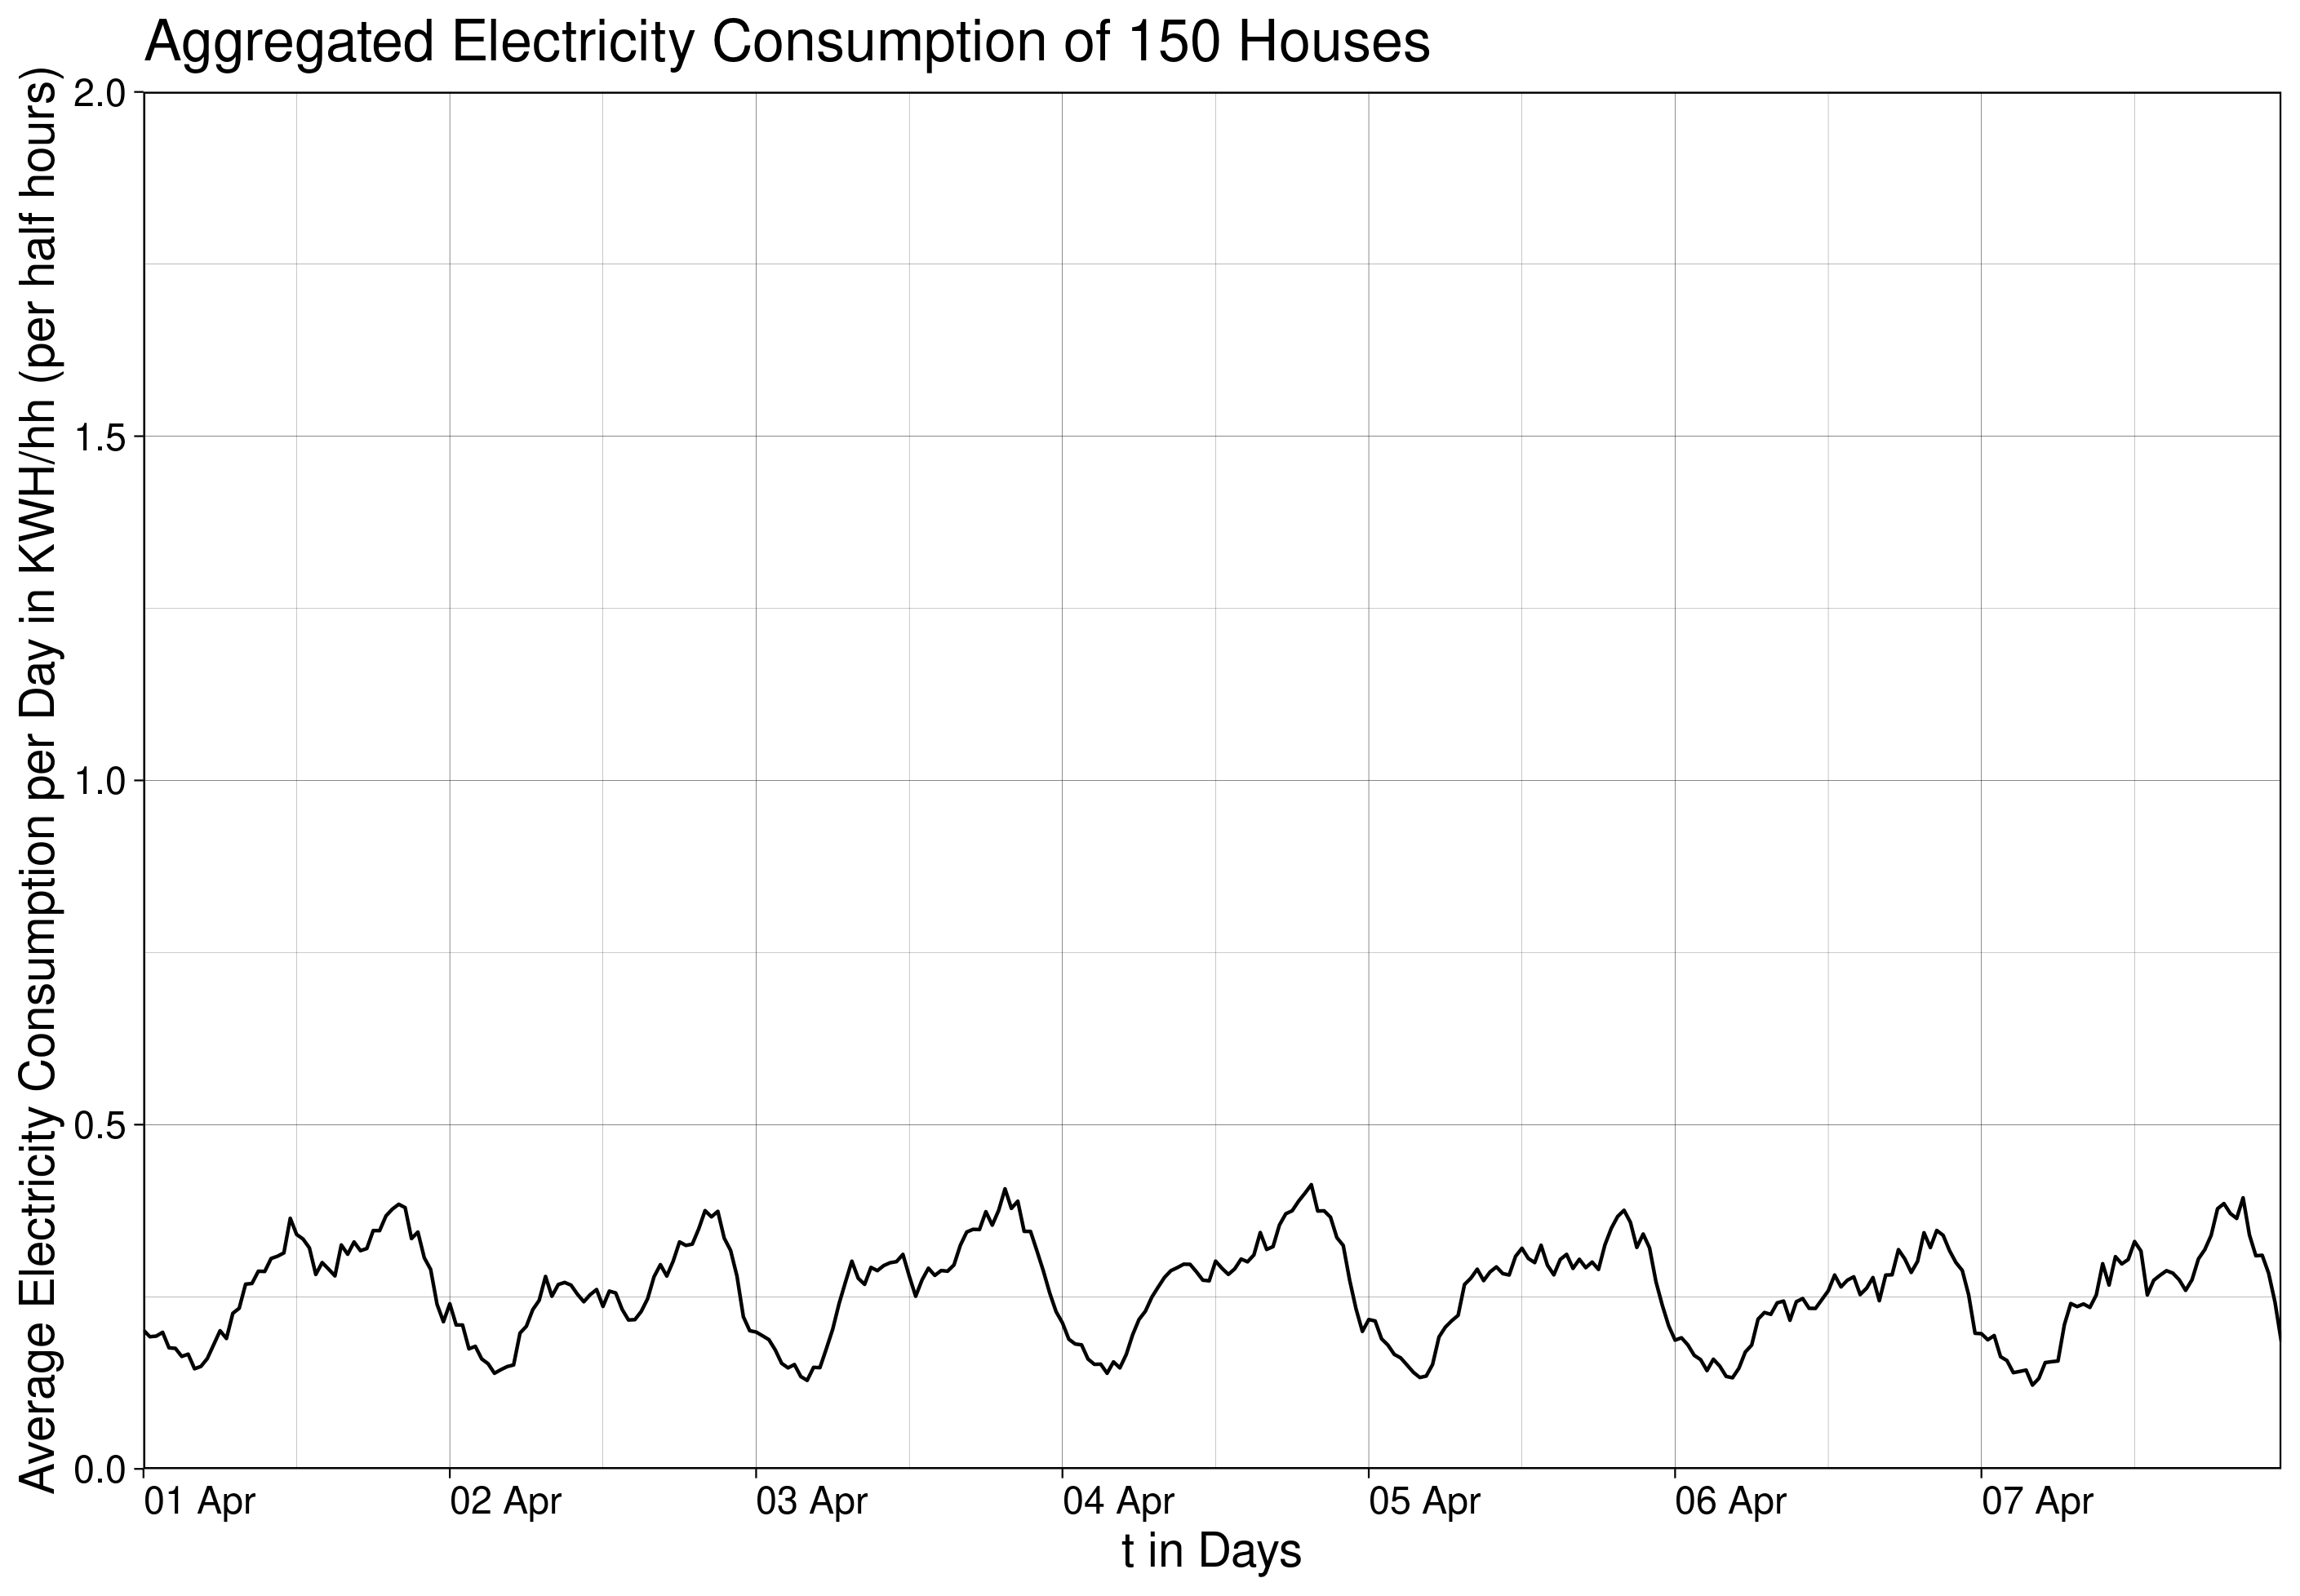 Aggregated Electricity Consumption of 150 Houses
Average Electricity Consumption per Day in KWH/hh (per half hours)
2.0
1.5
1.0
0.5
0.0
01 Apr
02 Apr
03 Apr
04 Apr
05 Apr
06 Apr
07 Apr
t in Days